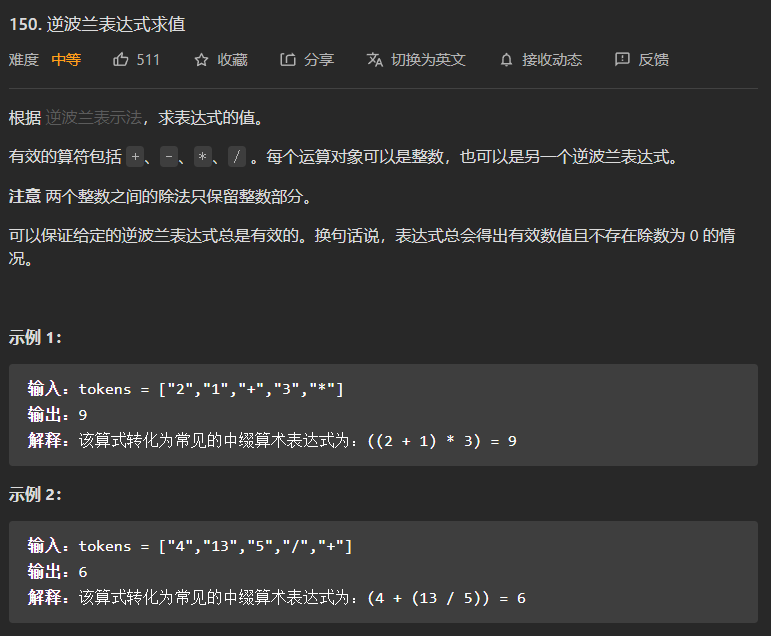 150. 逆波兰表达式求值
难度 中等 511 收藏 分享 切换为英文 接收动态 反馈
根据 逆波兰表示法，求表达式的值。
有效的算符包括 +、-、*、/ 。每个运算对象可以是整数，也可以是另一个逆波兰表达式。
注意 两个整数之间的除法只保留整数部分。
可以保证给定的逆波兰表达式总是有效的。换句话说，表达式总会得出有效数值且不存在除数为 0 的情
况。
示例 1：
输入：tokens = ["2","1","+","3","*"]
输出：9
解释：该算式转化为常见的中缀算术表达式为：((2 + 1) * 3) = 9
示例 2：
输入：tokens = ["4","13","5","/","+"]
输出：6
解释：该算式转化为常见的中缀算术表达式为：(4 + (13 / 5)) = 6